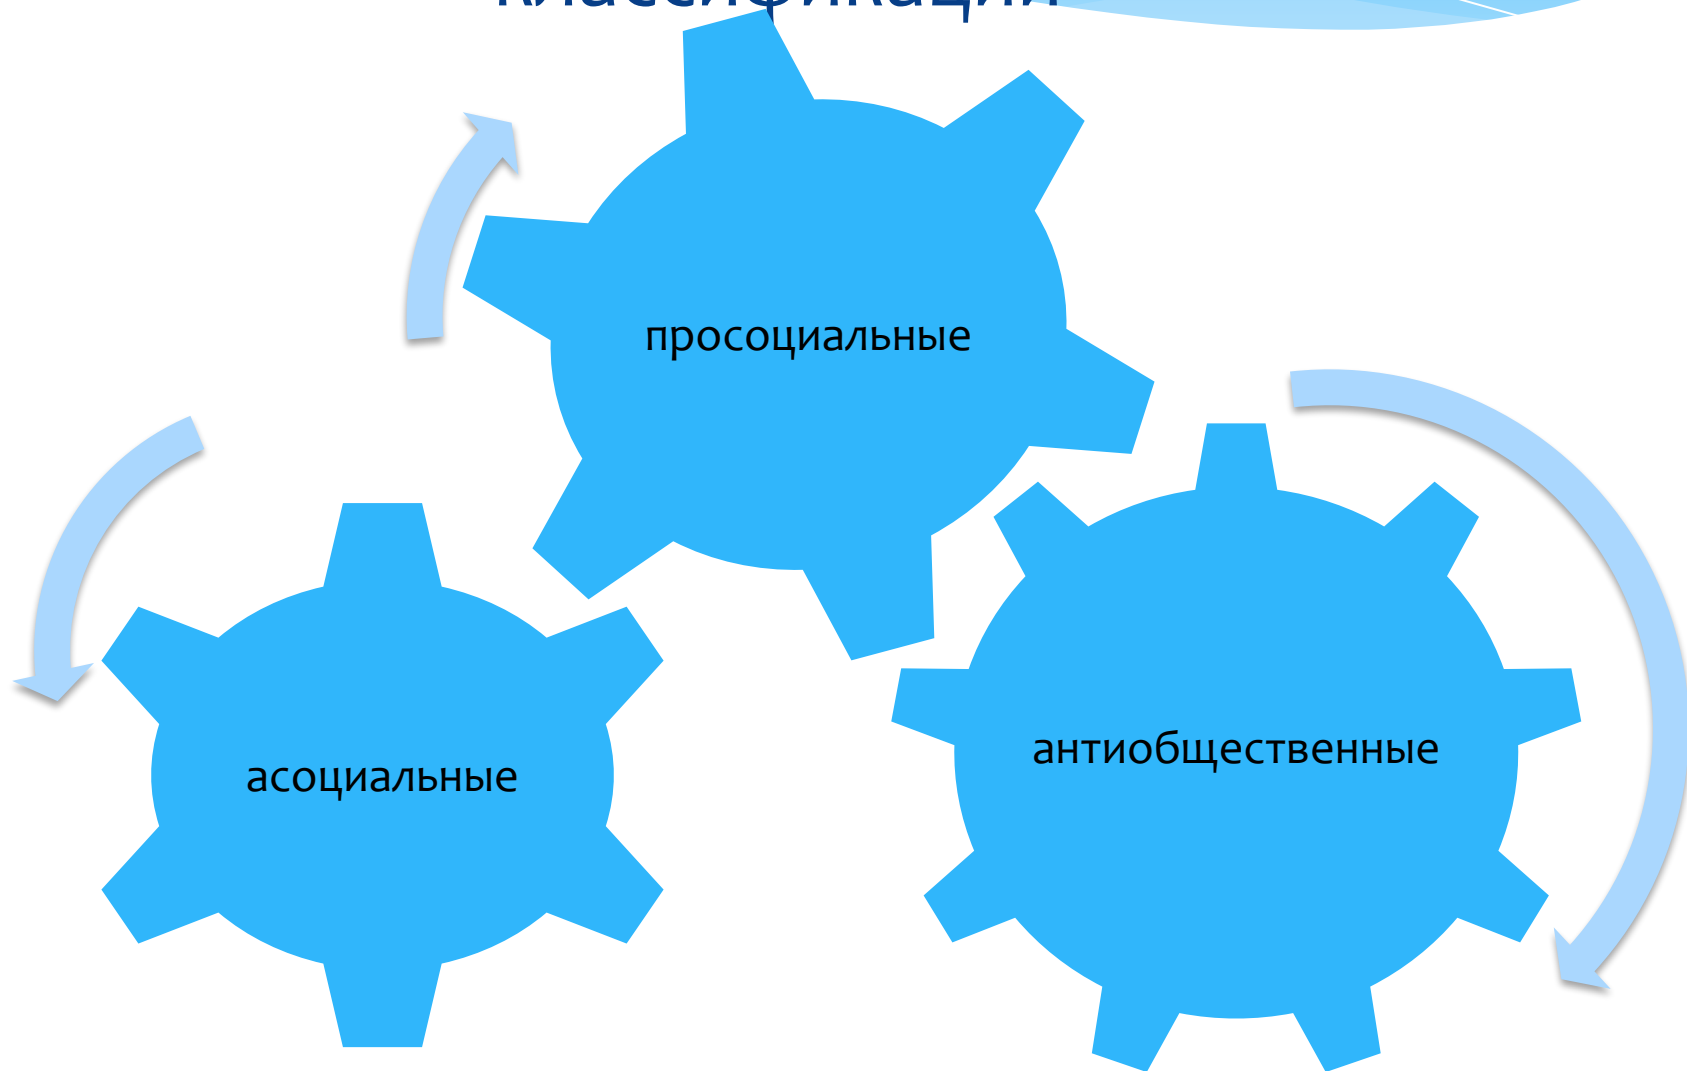 просоциальные
антиобщественные
асоциальные